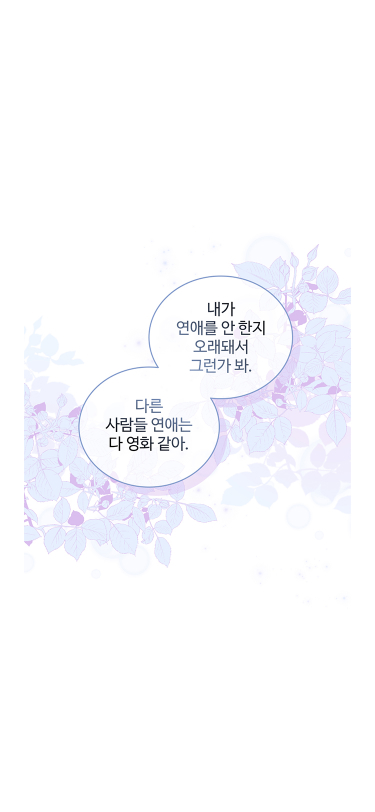 내가
연애를 안 한지
오래돼서
그런가 봐.
다른
사람들 연애는
다 영화 같아.